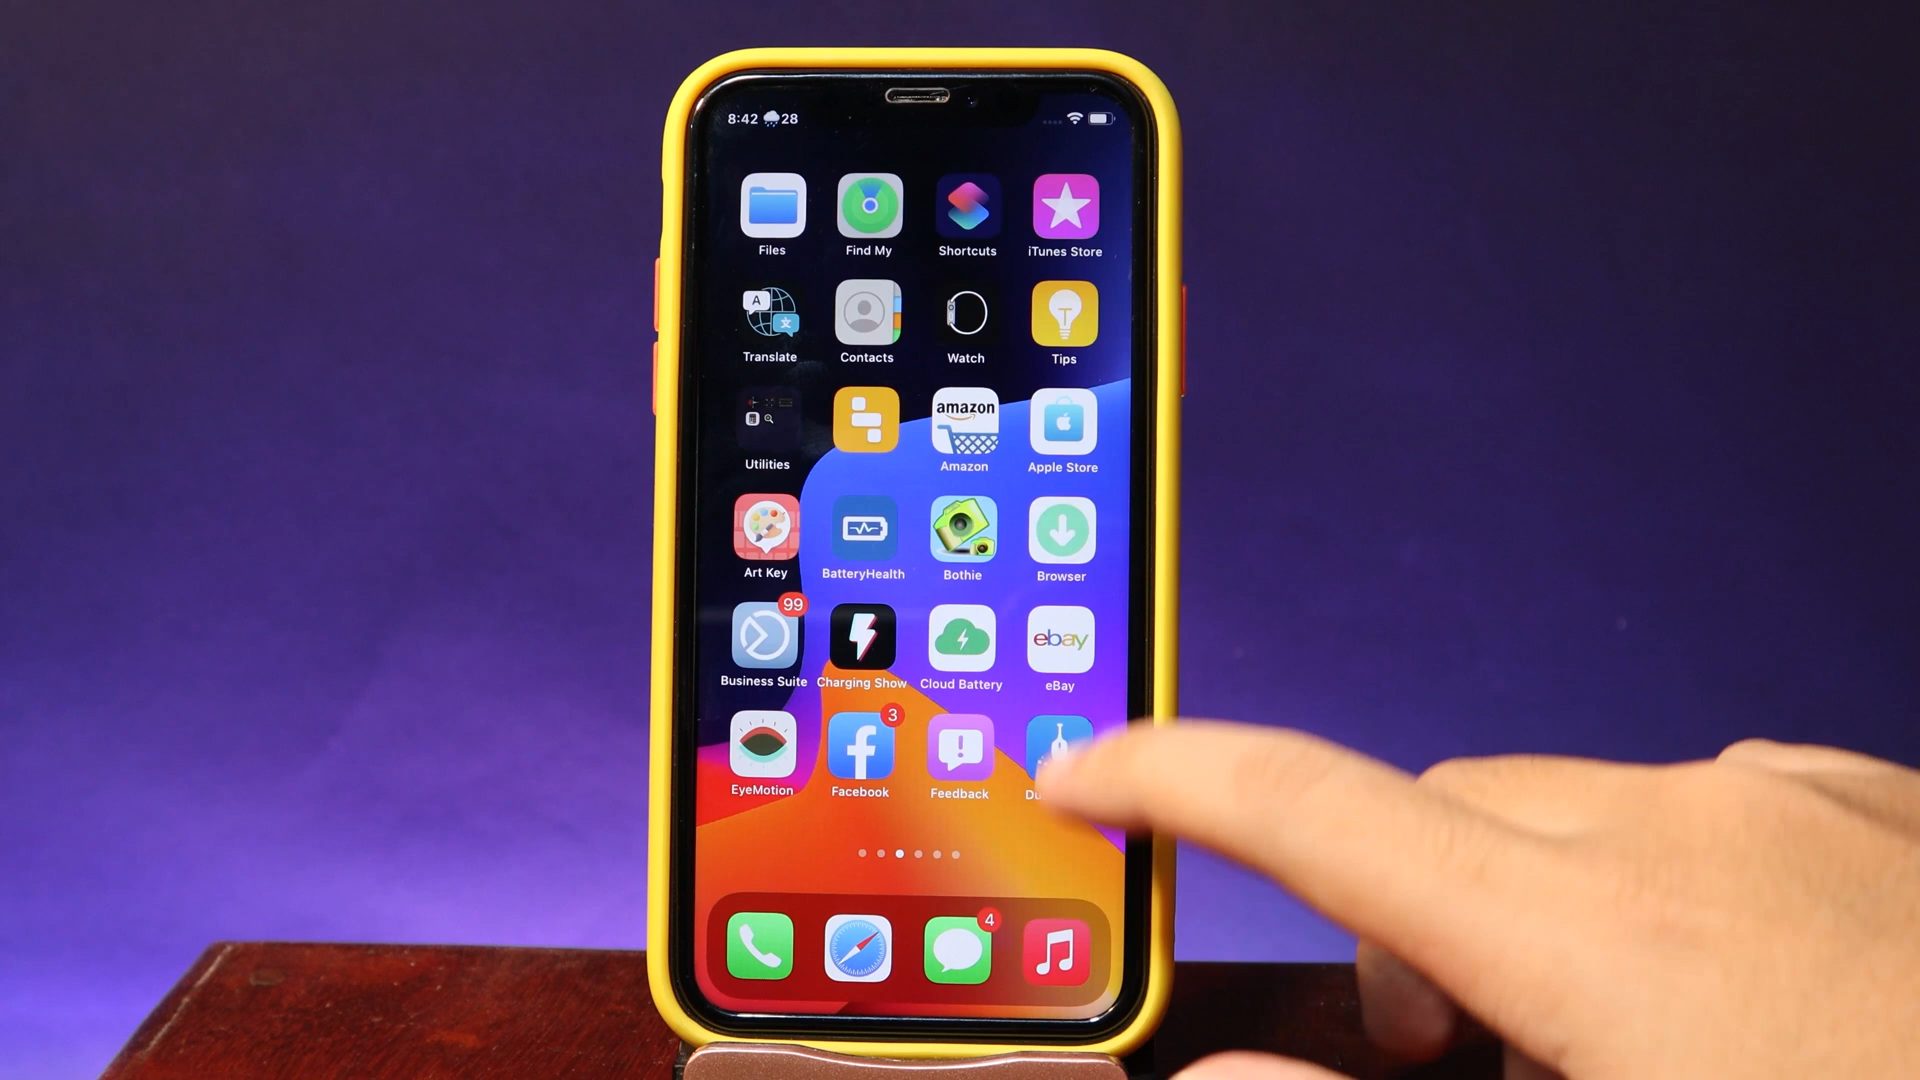 8:42 28
Files Find My Shortcuts iTunes Store
A 文
Translate Contacts Watch Tips
amazon
Utilities Amazon Apple Store
Art Key BatteryHealth Bothie Browser
99
ebay
Business Suite Charging Show Cloud Battery eBay
3
EyeMotion Facebook Feedback
4